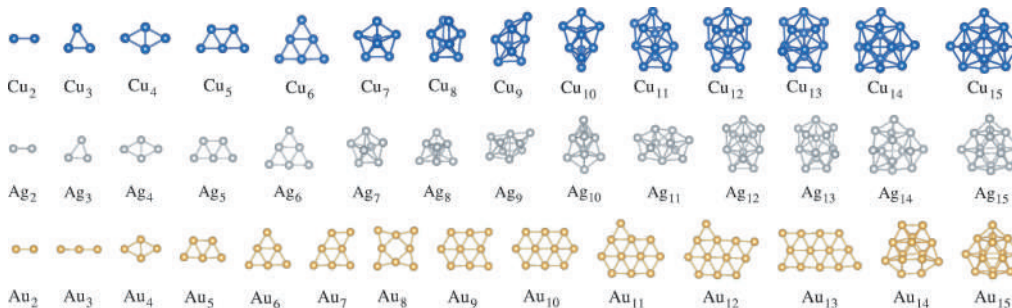 Cu₂ Cu₃ Cu₄ Cu₅ Cu₆ Cu₇ Cu₈ Cu₉ Cu₁₀ Cu₁₁ Cu₁₂ Cu₁₃ Cu₁₄ Cu₁₅
Ag₂ Ag₃ Ag₄ Ag₅ Ag₆ Ag₇ Ag₈ Ag₉ Ag₁₀ Ag₁₁ Ag₁₂ Ag₁₃ Ag₁₄ Ag₁₅
Au₂ Au₃ Au₄ Au₅ Au₆ Au₇ Au₈ Au₉ Au₁₀ Au₁₁ Au₁₂ Au₁₃ Au₁₄ Au₁₅